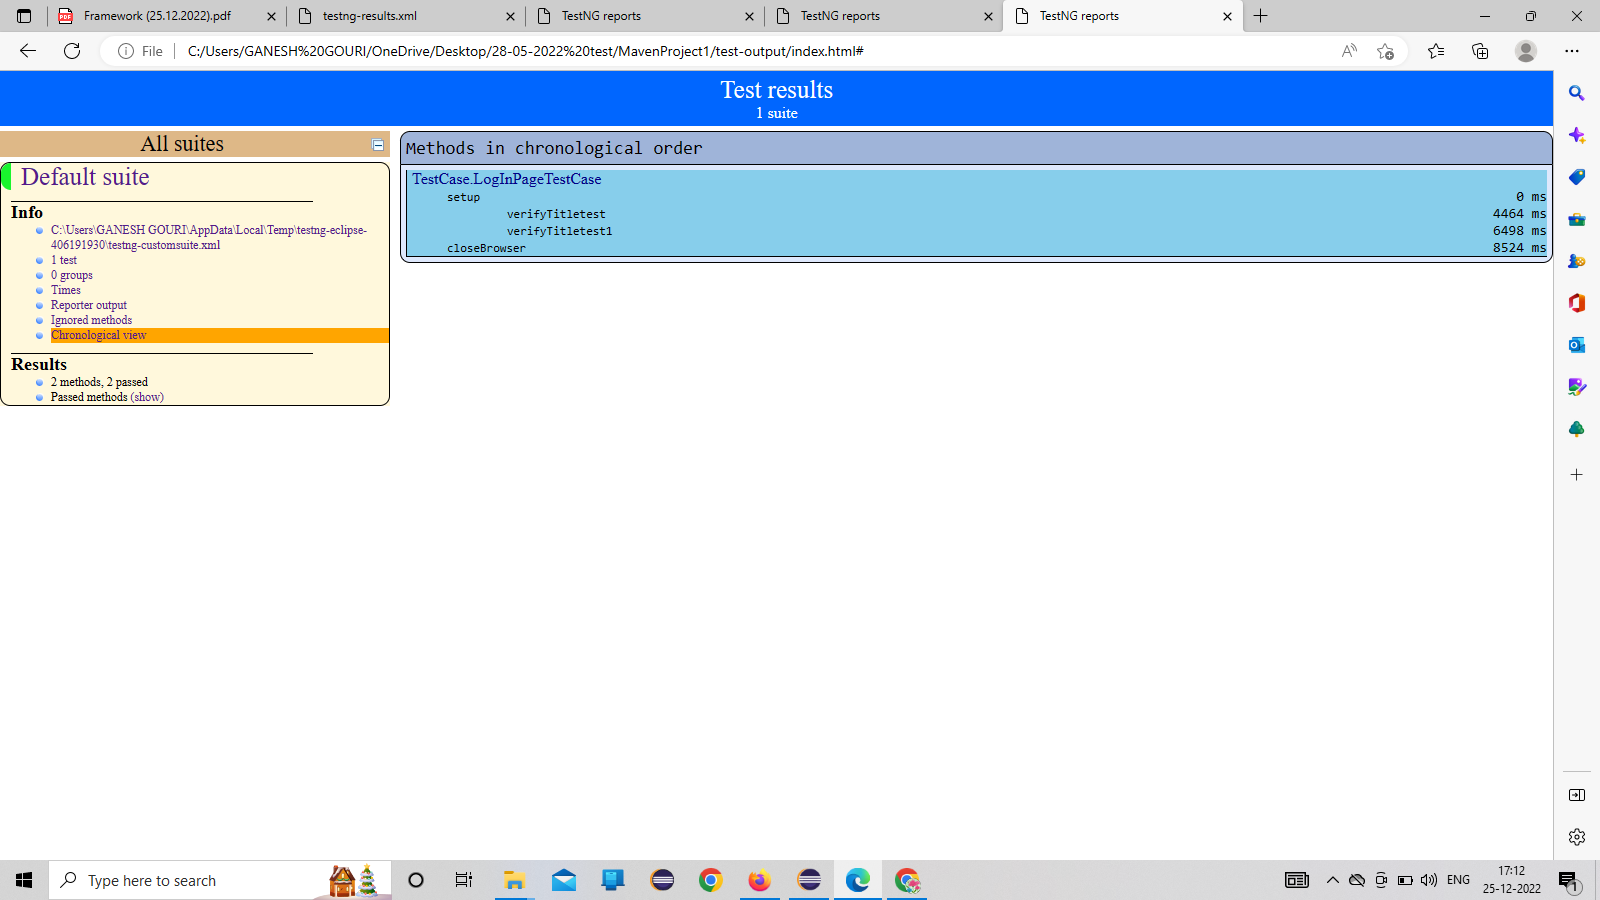 Framework (25.12.2022).pdf
testng-results.xml
TestNG reports
TestNG reports
TestNG reports
File
C:/Users/GANESH%20GOURI/OneDrive/Desktop/28-05-2022%20test/MavenProject1/test-output/index.html#
Test results
1 suite
All suites
Default suite
Info
C:\Users\GANESH GOURI\AppData\Local\Temp\testng-eclipse-
406191930\testng-customsuite.xml
1 test
0 groups
Times
Reporter output
Ignored methods
Chronological view
Results
2 methods, 2 passed
Passed methods (show)
Methods in chronological order
TestCase.LogInPageTestCase
setup 0 ms
verifyTitletest 4464 ms
verifyTitletest1 6498 ms
closeBrowser 8524 ms
Type here to search
ENG
17:12
25-12-2022
1